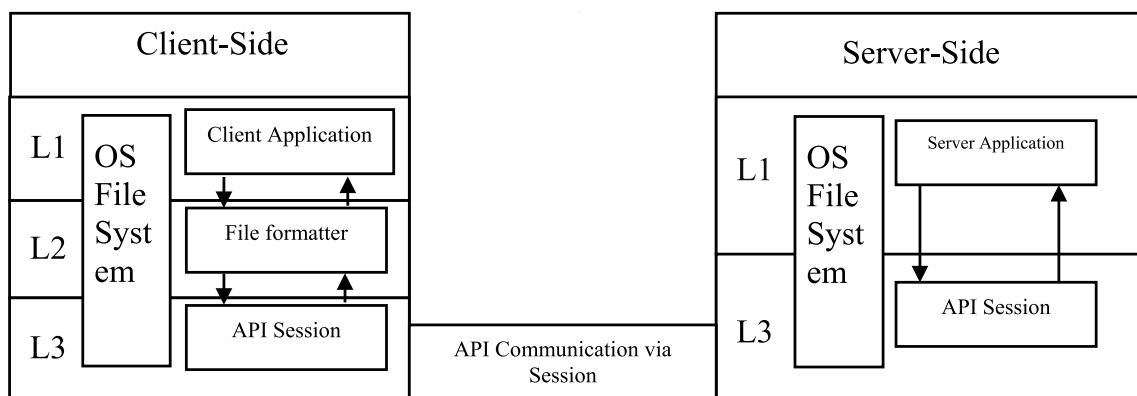 Client-Side
L1
L2
L3
OS
File
Syst
em
Client Application
File formatter
API Session
API Communication via
Session
Server-Side
L1
L3
OS
File
Syst
em
Server Application
API Session